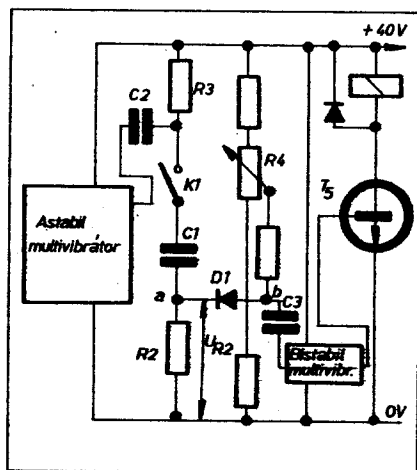 +40V
C2
R3
K1
R4
T5
Astabil
multivibrátor
C1
a
D1
b
C3
R2
UR2
Bistabil
multivibr.
0V